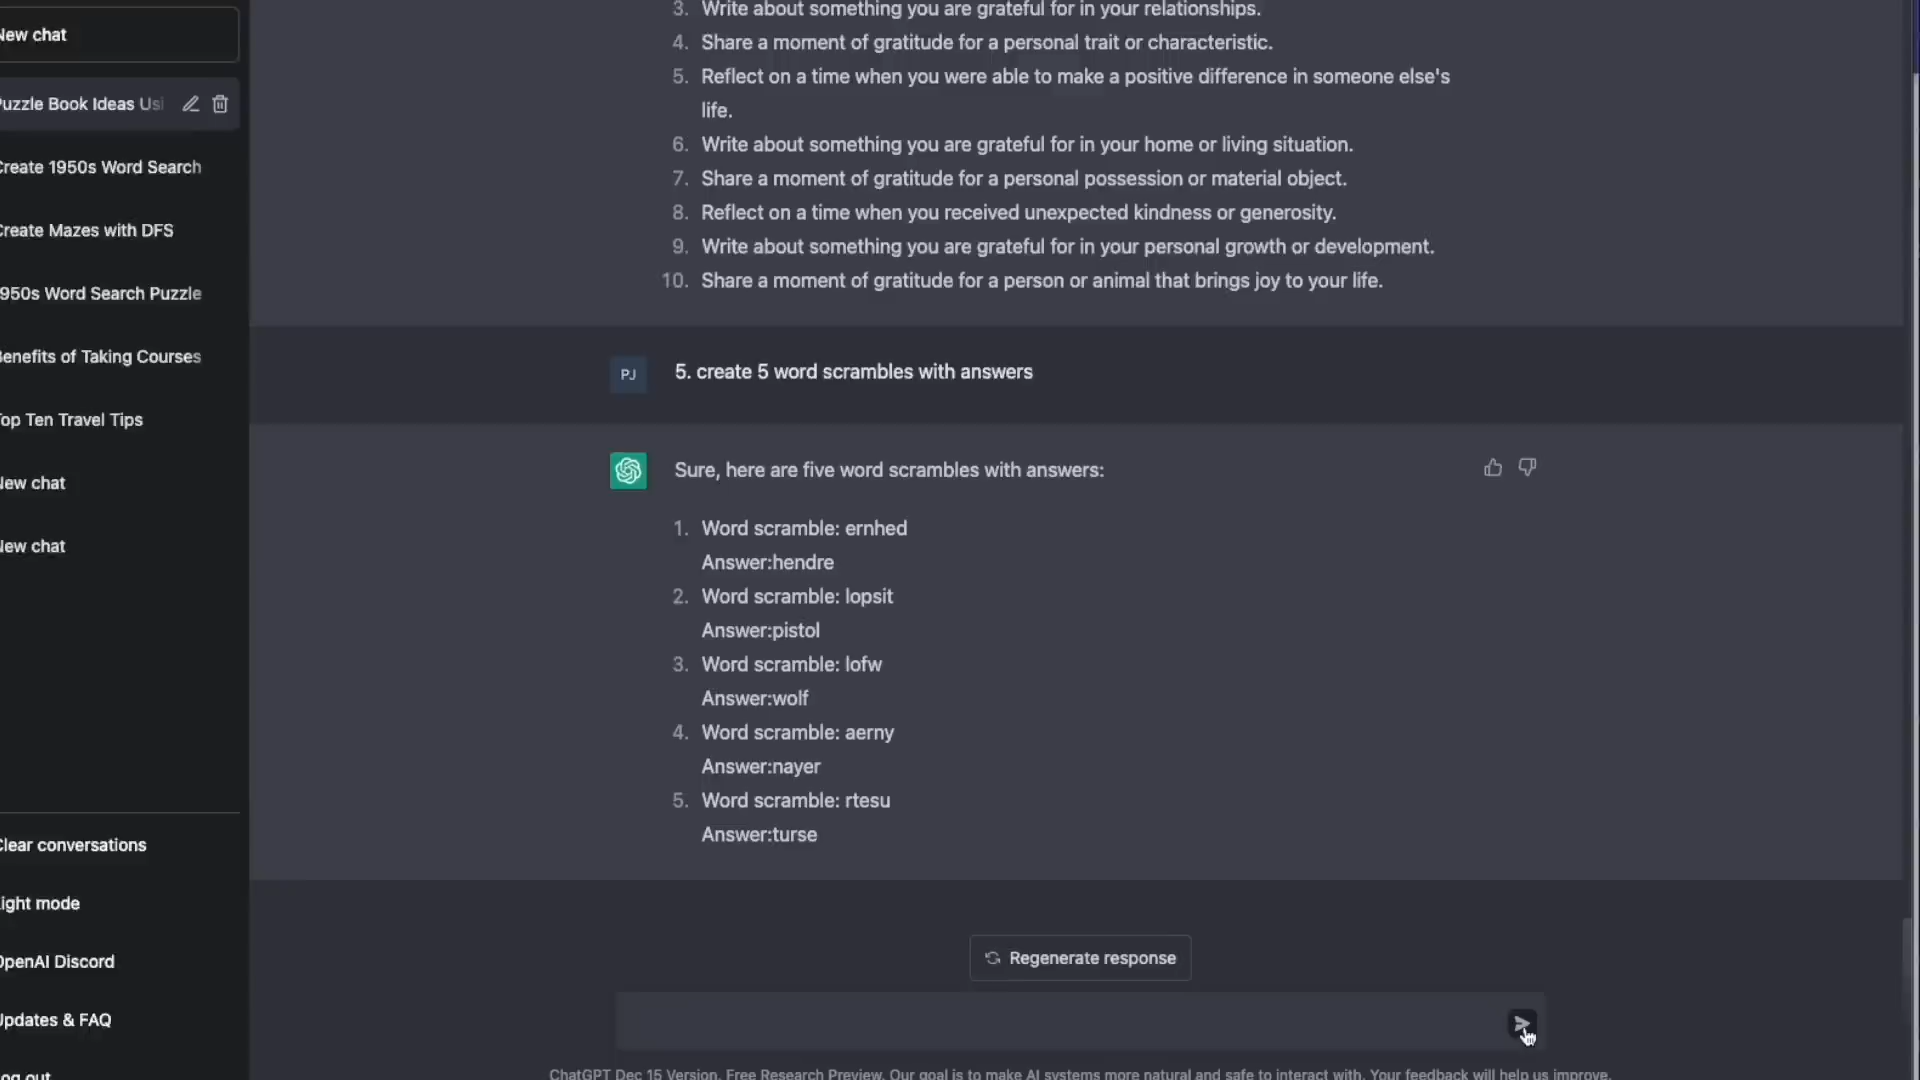 New chat
Puzzle Book Ideas Usi
Create 1950s Word Search
Create Mazes with DFS
1950s Word Search Puzzle
Benefits of Taking Courses
Top Ten Travel Tips
New chat
New chat
Clear conversations
Light mode
OpenAI Discord
Updates & FAQ
Log out
3. Write about something you are grateful for in your relationships.
4. Share a moment of gratitude for a personal trait or characteristic.
5. Reflect on a time when you were able to make a positive difference in someone else's
life.
6. Write about something you are grateful for in your home or living situation.
7. Share a moment of gratitude for a personal possession or material object.
8. Reflect on a time when you received unexpected kindness or generosity.
9. Write about something you are grateful for in your personal growth or development.
10. Share a moment of gratitude for a person or animal that brings joy to your life.
PJ
5. create 5 word scrambles with answers
Sure, here are five word scrambles with answers:
1. Word scramble: ernhed
Answer:hendre
2. Word scramble: lopsit
Answer:pistol
3. Word scramble: lofw
Answer:wolf
4. Word scramble: aerny
Answer:nayer
5. Word scramble: rtesu
Answer:turse
Regenerate response
ChatGPT Dec 15 Version. Free Research Preview. Our goal is to make AI systems more natural and safe to interact with. Your feedback will help us improve.